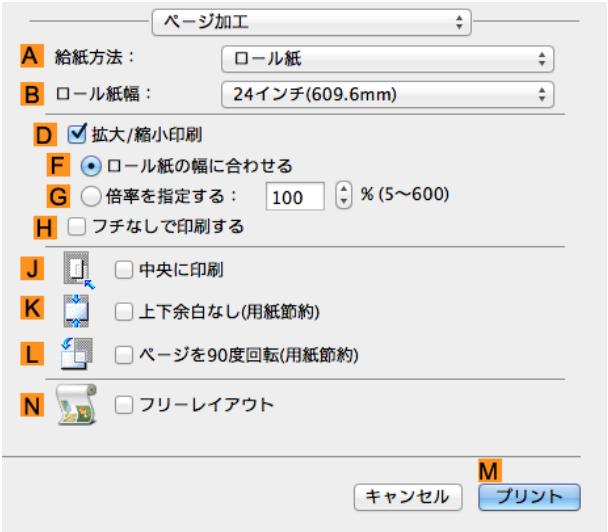 ページ加工
A 給紙方法： ロール紙
B ロール紙幅： 24インチ(609.6mm)
D 拡大/縮小印刷
F ロール紙の幅に合わせる
G 倍率を指定する： 100 % (5〜600)
H フチなしで印刷する
J 中央に印刷
K 上下余白なし(用紙節約)
L ページを90度回転(用紙節約)
N フリーレイアウト
M
キャンセル プリント